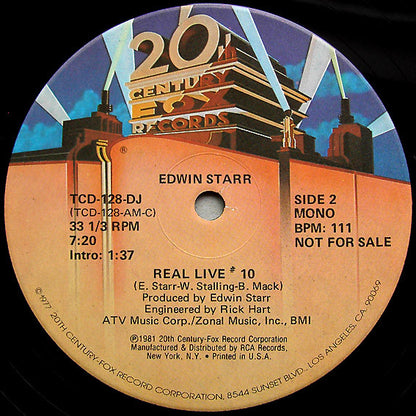 20th
CENTURY
FOX
RECORDS
®
EDWIN STARR
TCD-128-DJ
(TCD-128-AM-C)
33 1/3 RPM
7:20
Intro: 1:37
SIDE 2
MONO
BPM: 111
NOT FOR SALE
REAL LIVE # 10
(E. Starr-W. Stalling-B. Mack)
Produced by Edwin Starr
Engineered by Rick Hart
ATV Music Corp./Zonal Music, Inc., BMI
℗1981 20th Century-Fox Record Corporation
Manufactured & Distributed by RCA Records,
New York, N.Y. • Printed in U.S.A.
©1977 20TH CENTURY-FOX RECORD CORPORATION, 8544 SUNSET BLVD.-LOS ANGELES, CA. 90069